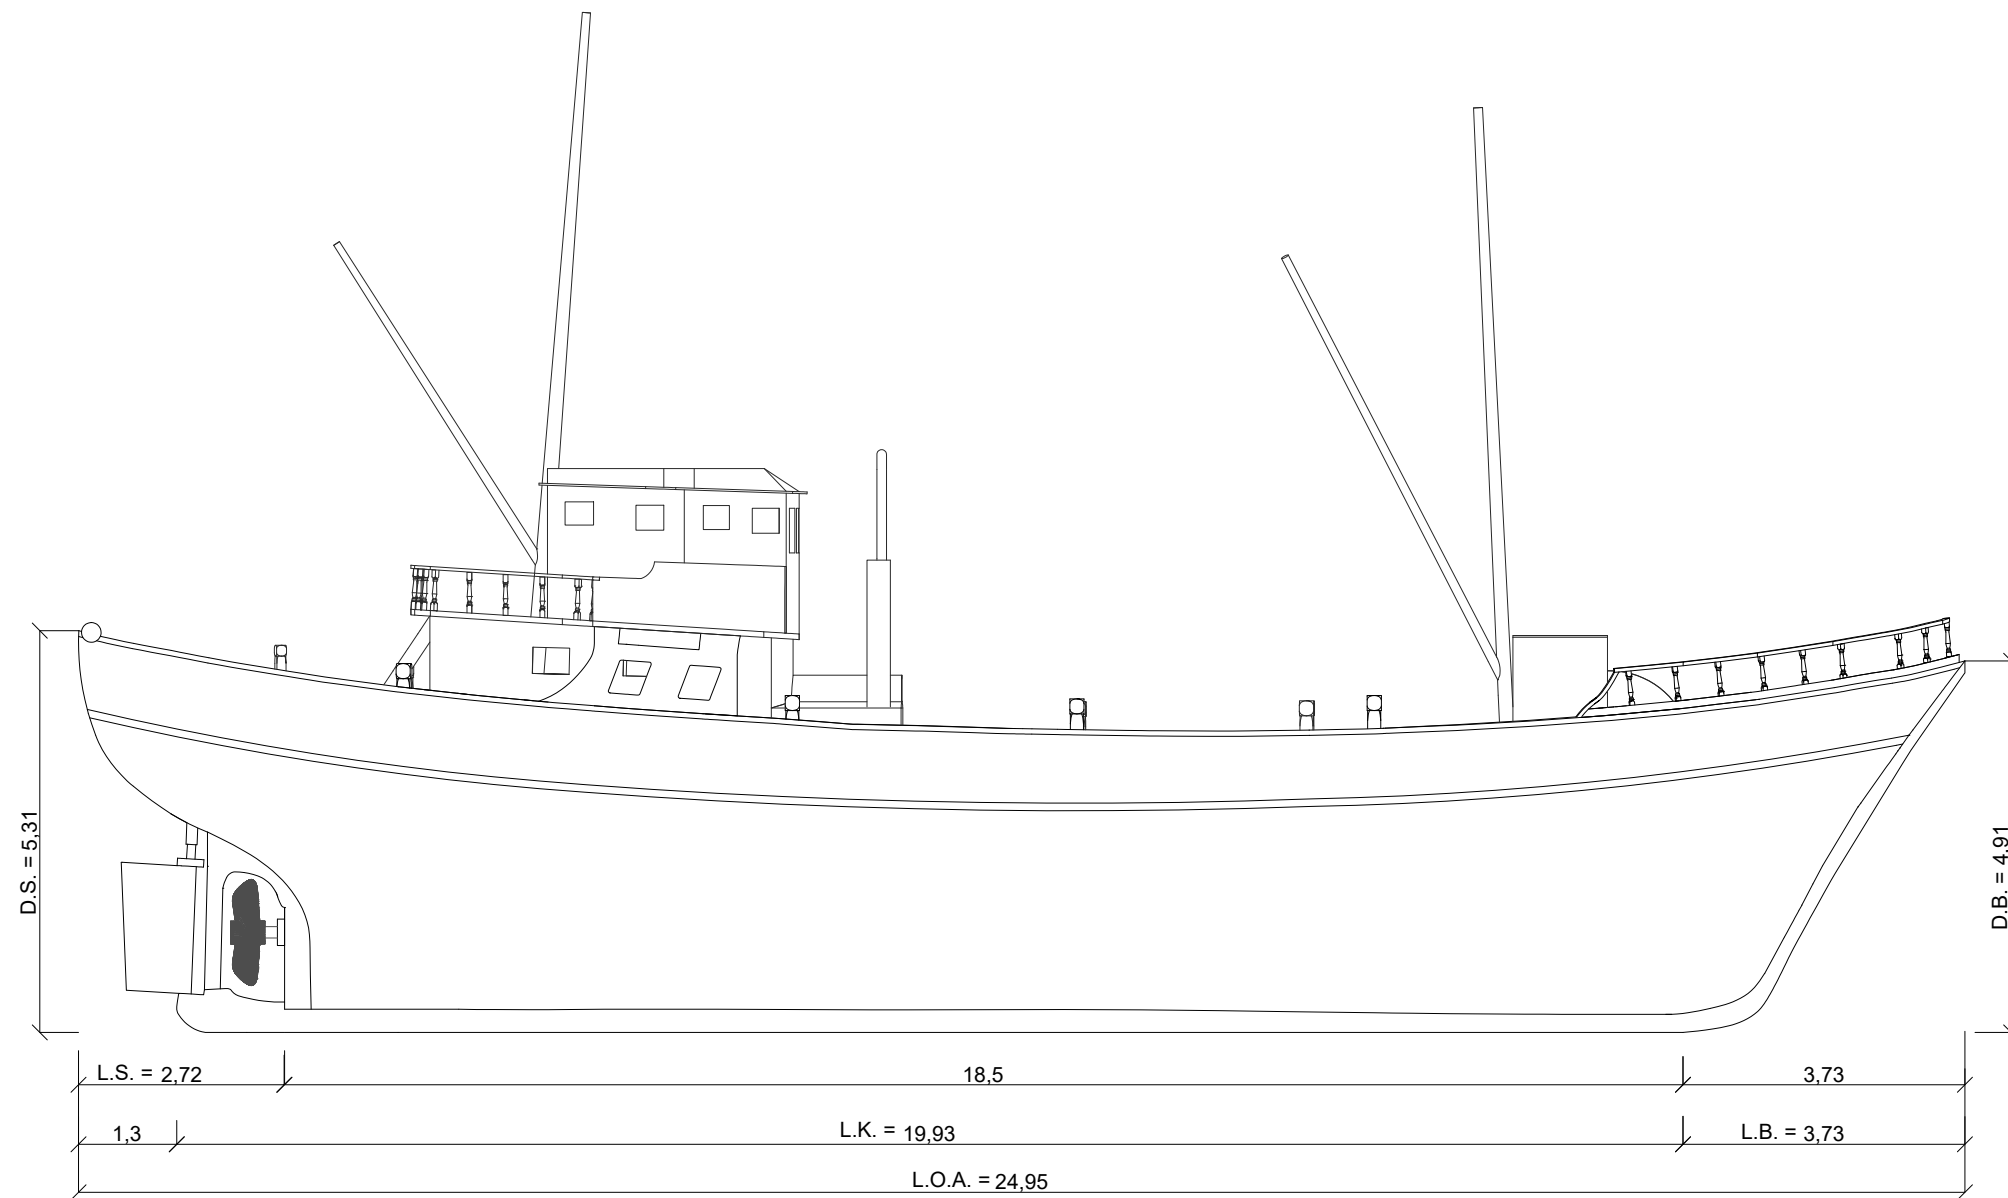 D.S. = 5,31
D.B. = 4,91
L.S. = 2,72
18,5
3,73
1,3
L.K. = 19,93
L.B. = 3,73
L.O.A. = 24,95